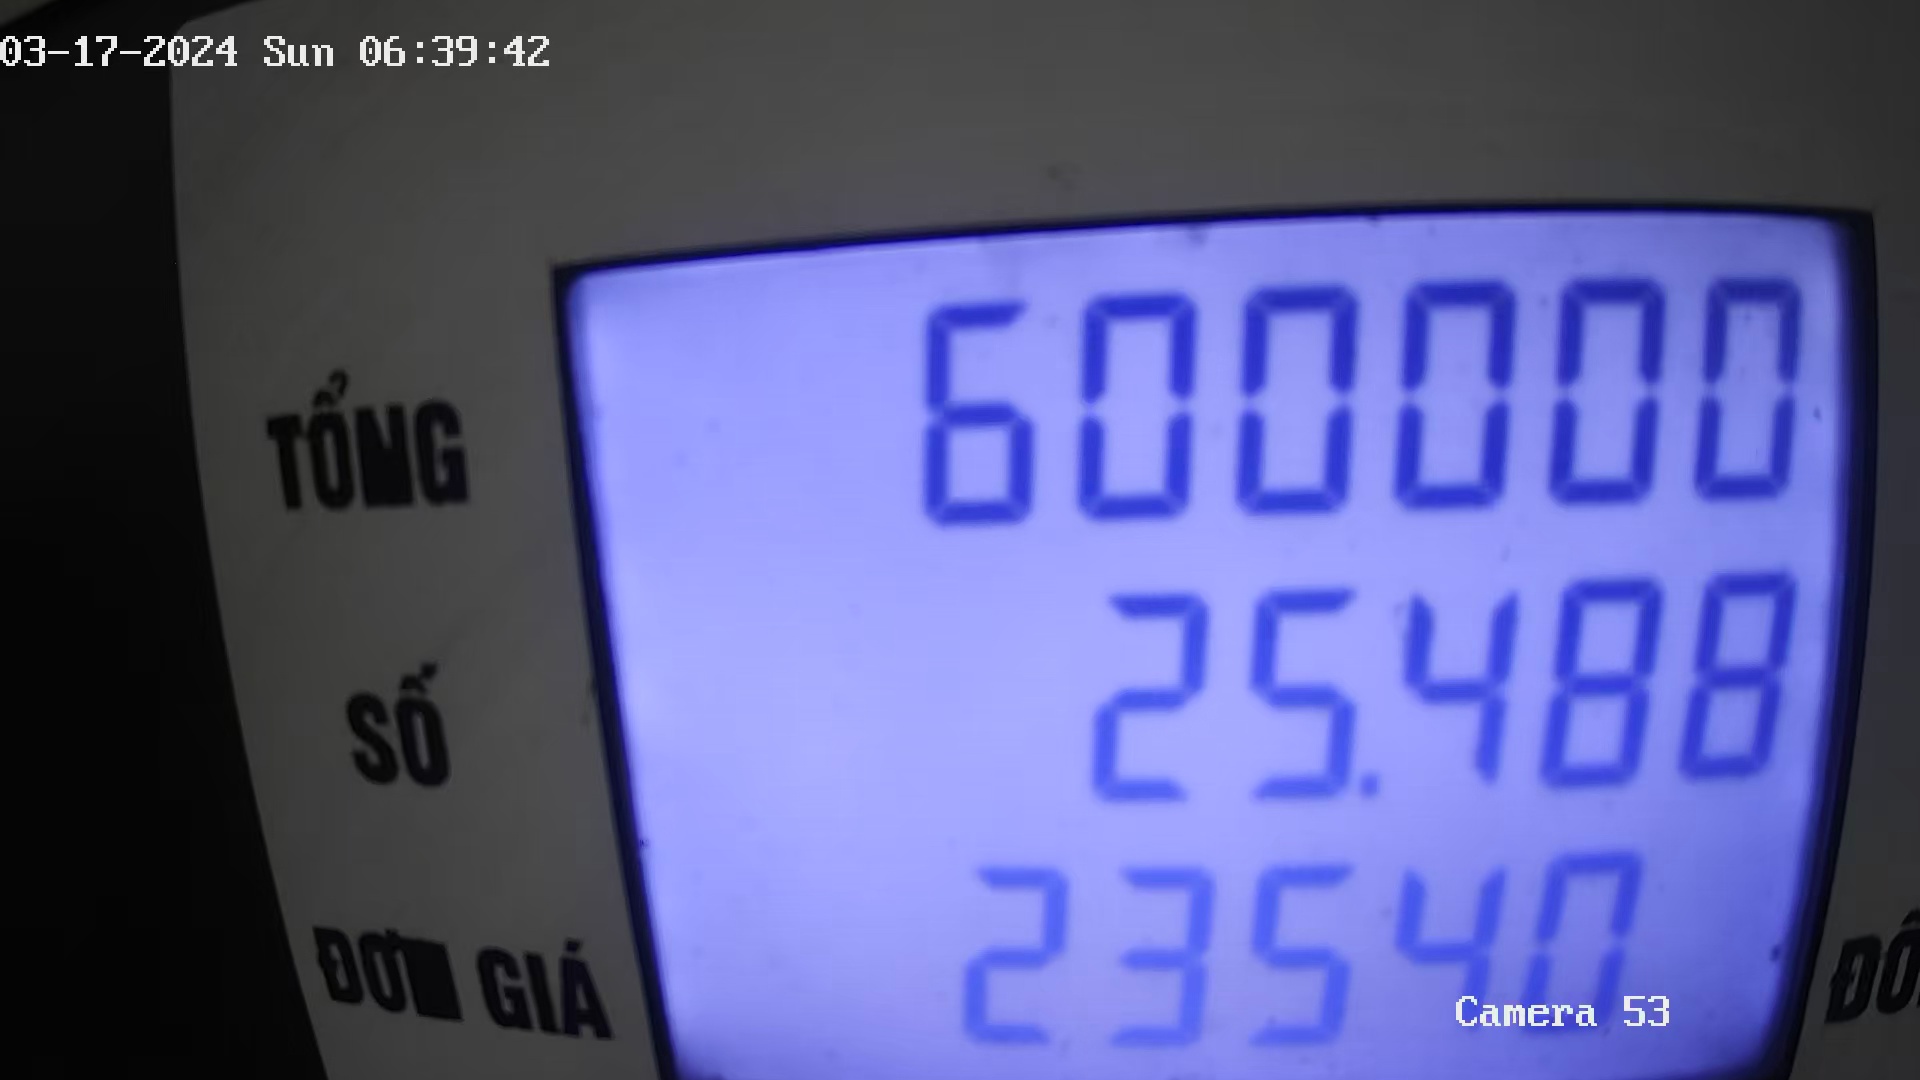 03-17-2024 Sun 06:39:42
TỔNG 600000
SỐ 25.488
ĐƠN GIÁ 23540
Camera 53